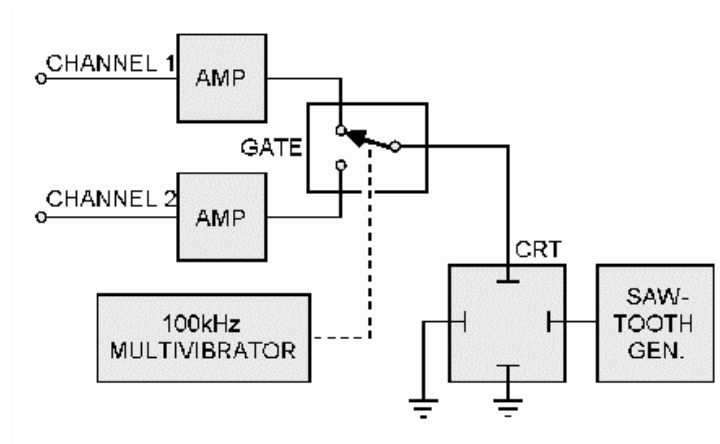 CHANNEL 1
AMP
GATE
CHANNEL 2
AMP
CRT
100kHz
MULTIVIBRATOR
SAW-
TOOTH
GEN.